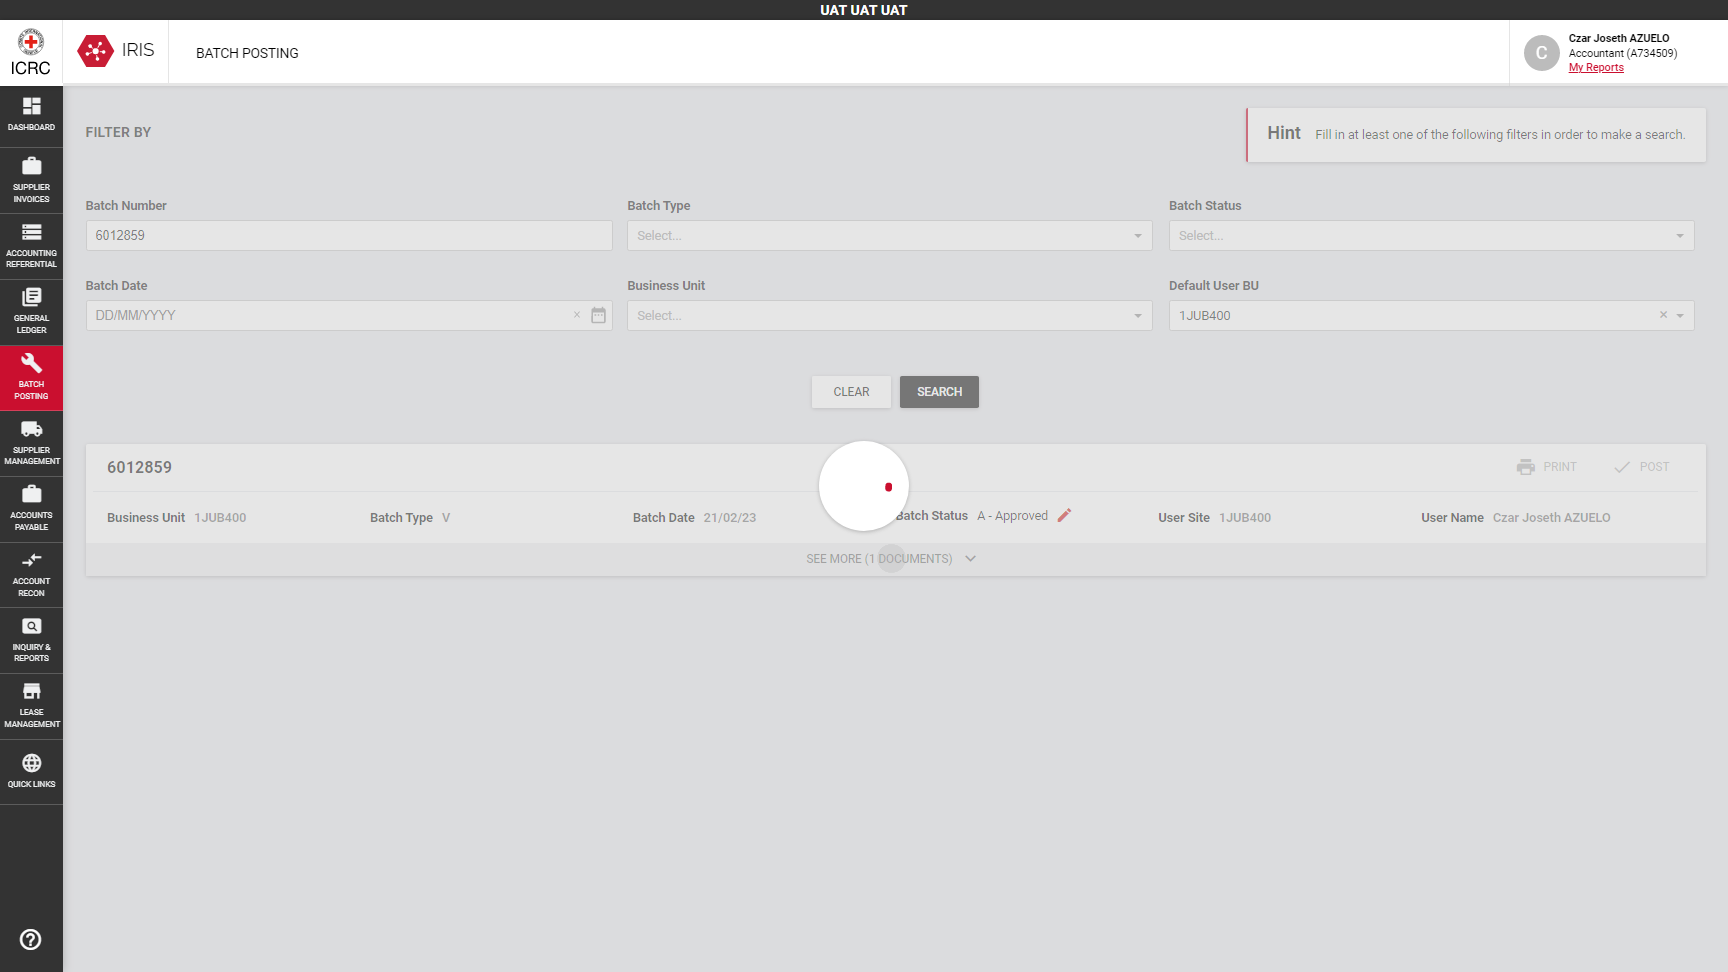 UAT UAT UAT
ICRC
IRIS
BATCH POSTING
C
Czar Joseth AZUELO
Accountant (A734509)
My Reports
DASHBOARD
SUPPLIER
INVOICES
ACCOUNTING
REFERENTIAL
GENERAL
LEDGER
BATCH
POSTING
SUPPLIER
MANAGEMENT
ACCOUNTS
PAYABLE
ACCOUNT
RECON
INQUIRY &
REPORTS
LEASE
MANAGEMENT
QUICK LINKS
FILTER BY
Hint Fill in at least one of the following filters in order to make a search.
Batch Number
6012859
Batch Type
Select...
Batch Status
Select...
Batch Date
DD/MM/YYYY
Business Unit
Select...
Default User BU
1JUB400
CLEAR
SEARCH
6012859
PRINT
POST
Business Unit 1JUB400
Batch Type V
Batch Date 21/02/23
Batch Status A - Approved
User Site 1JUB400
User Name Czar Joseth AZUELO
SEE MORE (1 DOCUMENTS)